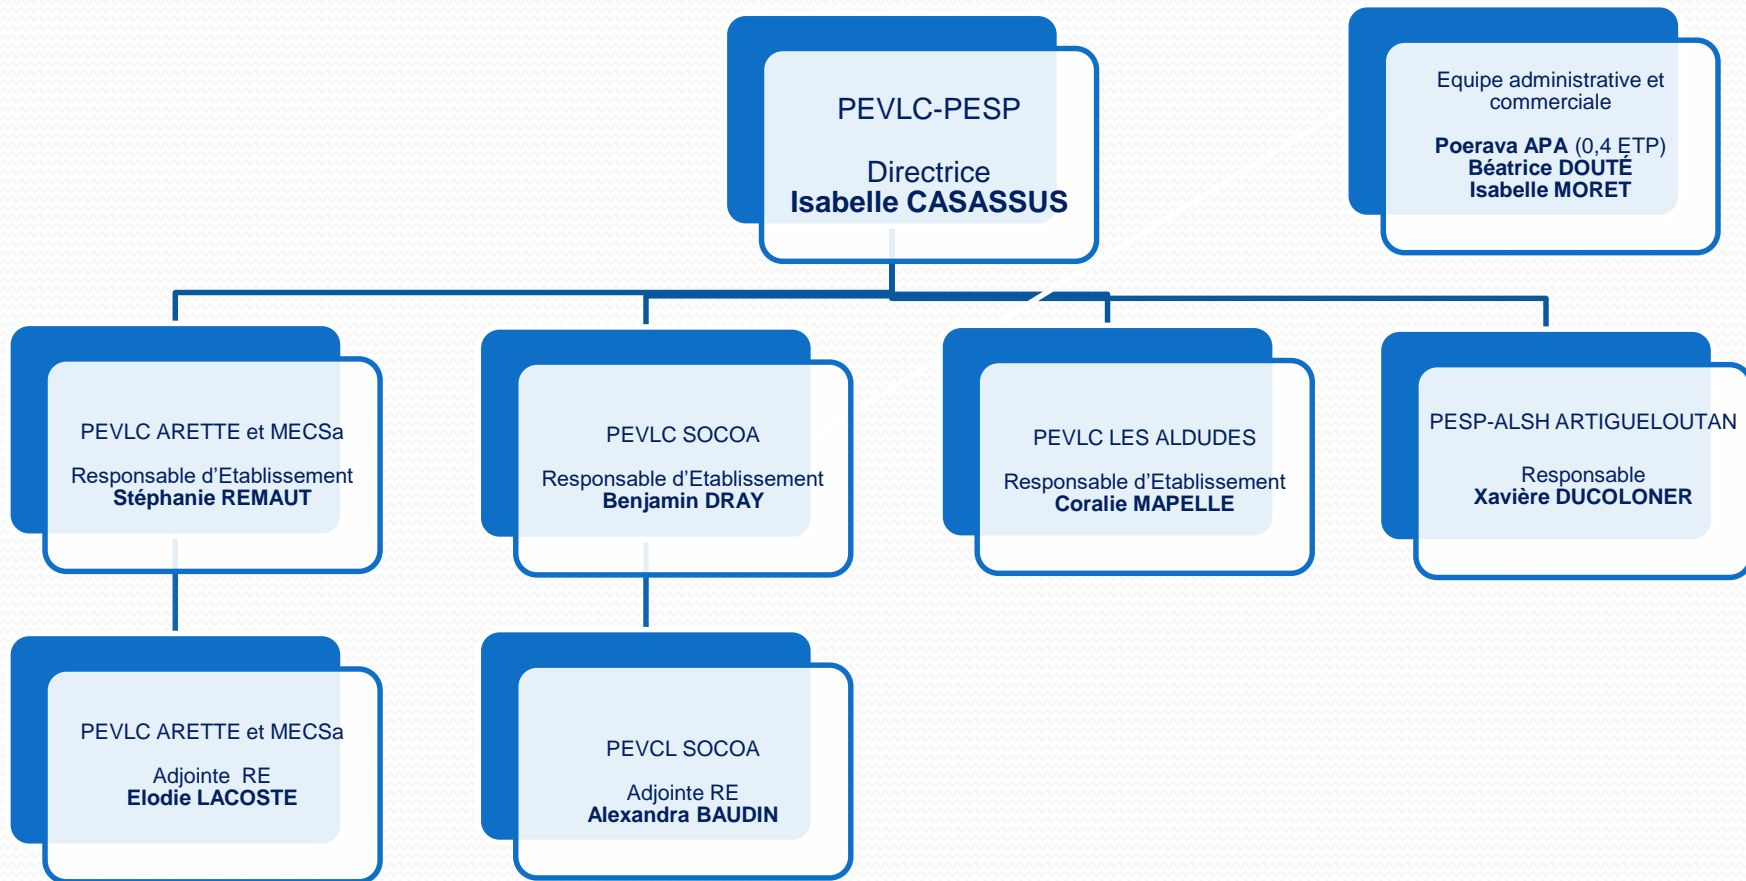 PEVLC-PESP
Directrice
Isabelle CASASSUS
Equipe administrative et
commerciale
Poerava APA (0,4 ETP)
Béatrice DOUTÉ
Isabelle MORET
PEVLC ARETTE et MECSa
Responsable d’Etablissement
Stéphanie REMAUT
PEVLC SOCOA
Responsable d’Etablissement
Benjamin DRAY
PEVLC LES ALDUDES
Responsable d’Etablissement
Coralie MAPELLE
PESP-ALSH ARTIGUELOUTAN
Responsable
Xavière DUCOLONER
PEVLC ARETTE et MECSa
Adjointe RE
Elodie LACOSTE
PEVCL SOCOA
Adjointe RE
Alexandra BAUDIN